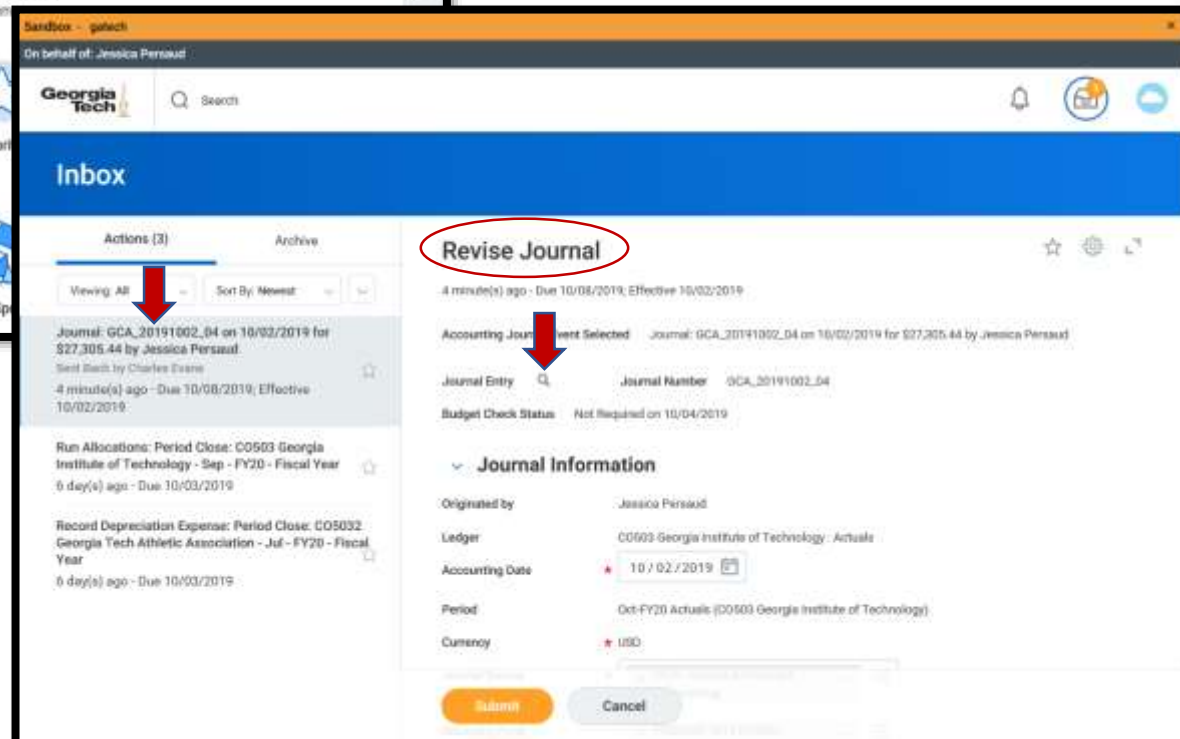 Sandbox - gatech
On behalf of: Jessica Persaud
Georgia
Tech
Search
Inbox
Actions (3)
Archive
Viewing: All
Sort By: Newest
Journal: GCA_20191002_04 on 10/02/2019 for
$27,305.44 by Jessica Persaud
Sent Back by Charles Evans
4 minute(s) ago - Due 10/08/2019; Effective
10/02/2019
Run Allocations: Period Close: CO503 Georgia
Institute of Technology - Sep - FY20 - Fiscal Year
6 day(s) ago - Due 10/03/2019
Record Depreciation Expense: Period Close: CO5032
Georgia Tech Athletic Association - Jul - FY20 - Fiscal
Year
6 day(s) ago - Due 10/03/2019
Revise Journal
4 minute(s) ago - Due 10/08/2019; Effective 10/02/2019
Accounting Jour vent Selected Journal: GCA_20191002_04 on 10/02/2019 for $27,305.44 by Jessica Persaud
Journal Entry
Journal Number GCA_20191002_04
Budget Check Status Not Required on 10/04/2019
Journal Information
Originated by Jessica Persaud
Ledger CO503 Georgia Institute of Technology : Actuals
Accounting Date * 10/02/2019
Period Oct-FY20 Actuals (CO503 Georgia Institute of Technology)
Currency * USD
Submit
Cancel